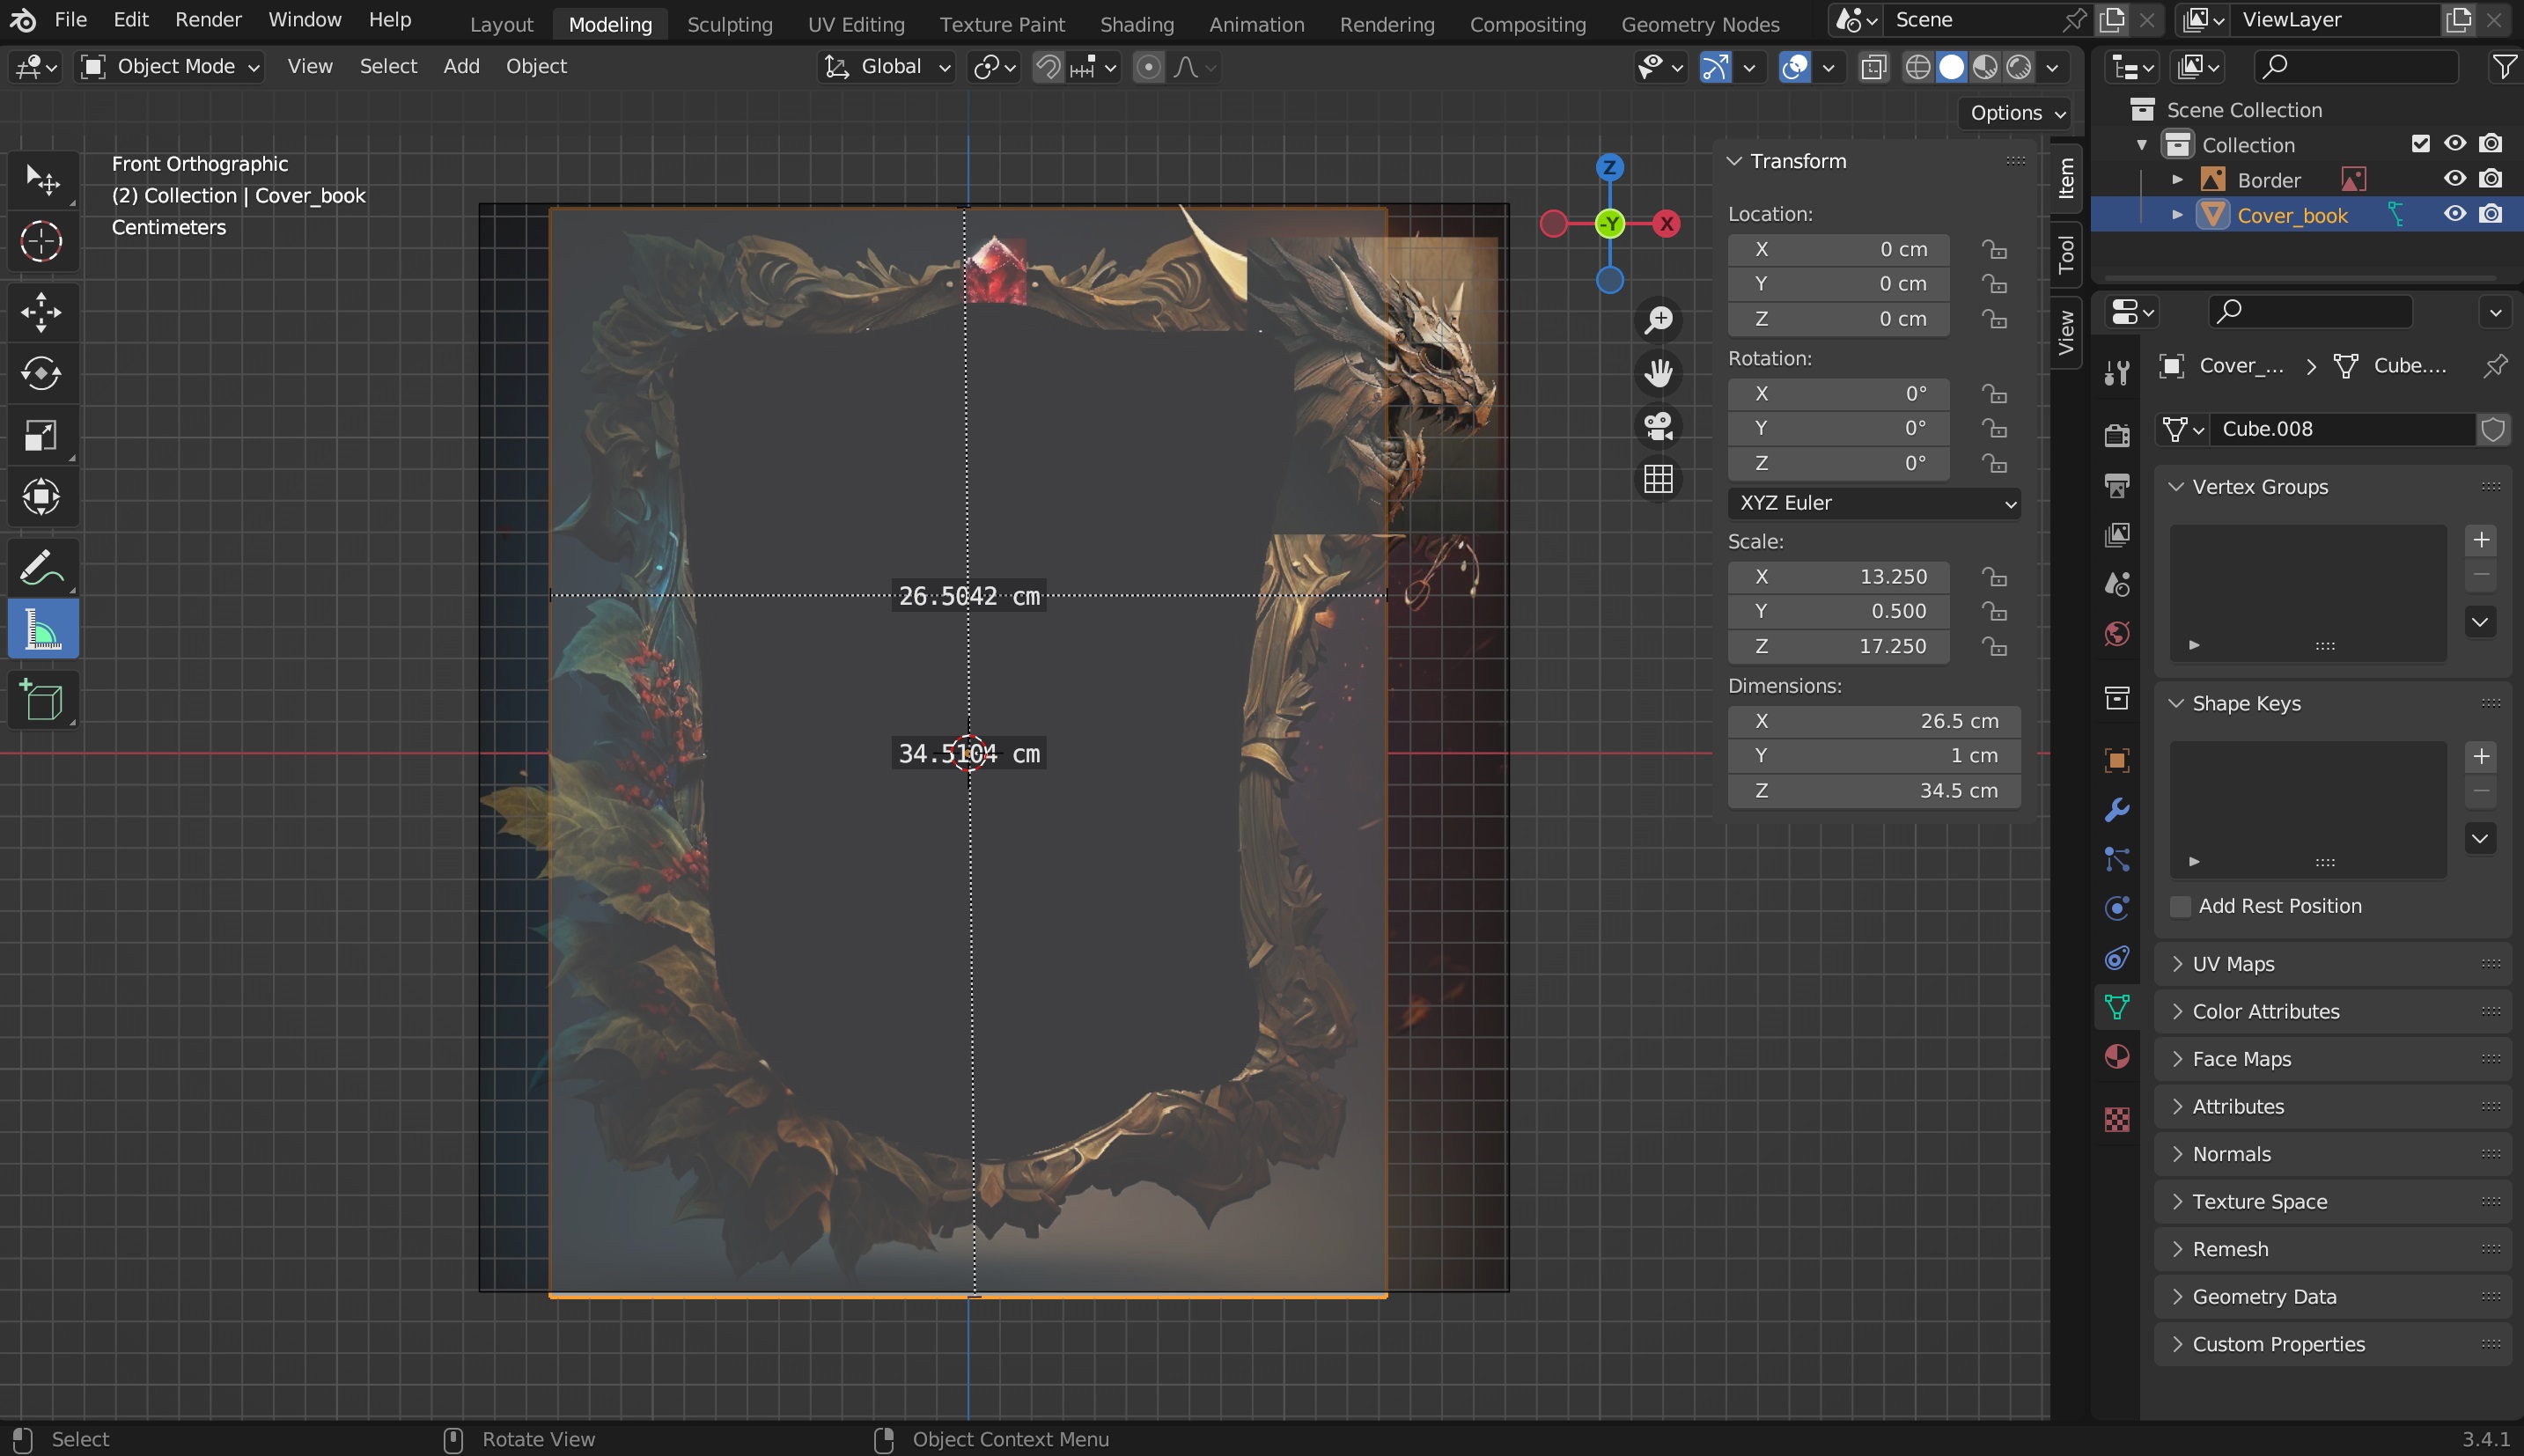 File Edit Render Window Help Layout Modeling Sculpting UV Editing Texture Paint Shading Animation Rendering Compositing Geometry Nodes Scene ViewLayer
Object Mode View Select Add Object Global
Options
Front Orthographic
(2) Collection | Cover_book
Centimeters
Z
-Y
X
26.5042 cm
34.5104 cm
Transform
Location:
X 0 cm
Y 0 cm
Z 0 cm
Rotation:
X 0°
Y 0°
Z 0°
XYZ Euler
Scale:
X 13.250
Y 0.500
Z 17.250
Dimensions:
X 26.5 cm
Y 1 cm
Z 34.5 cm
Item
Tool
View
Scene Collection
Collection
Border
Cover_book
Cover_... Cube....
Cube.008
Vertex Groups
Shape Keys
Add Rest Position
UV Maps
Color Attributes
Face Maps
Attributes
Normals
Texture Space
Remesh
Geometry Data
Custom Properties
Select Rotate View Object Context Menu 3.4.1